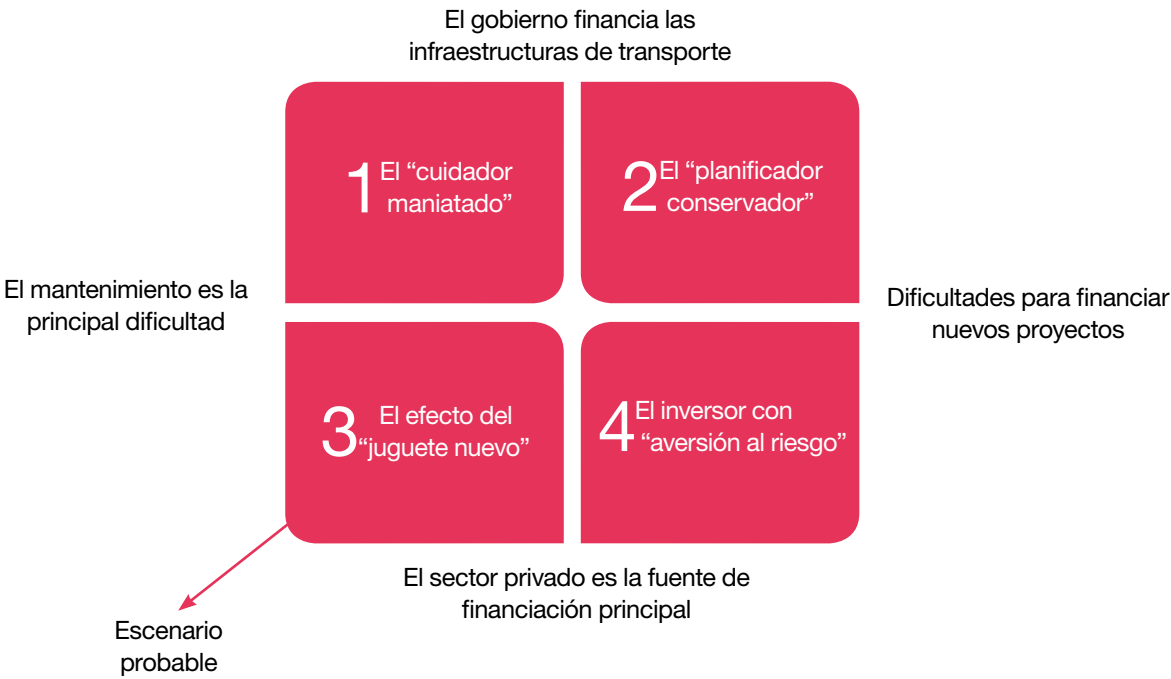 El gobierno financia las
infraestructuras de transporte
1 El “cuidador
maniatado”
2 El “planificador
conservador”
El mantenimiento es la
principal dificultad
Dificultades para financiar
nuevos proyectos
3 El efecto del
“juguete nuevo”
4 El inversor con
“aversión al riesgo”
El sector privado es la fuente de
financiación principal
Escenario
probable